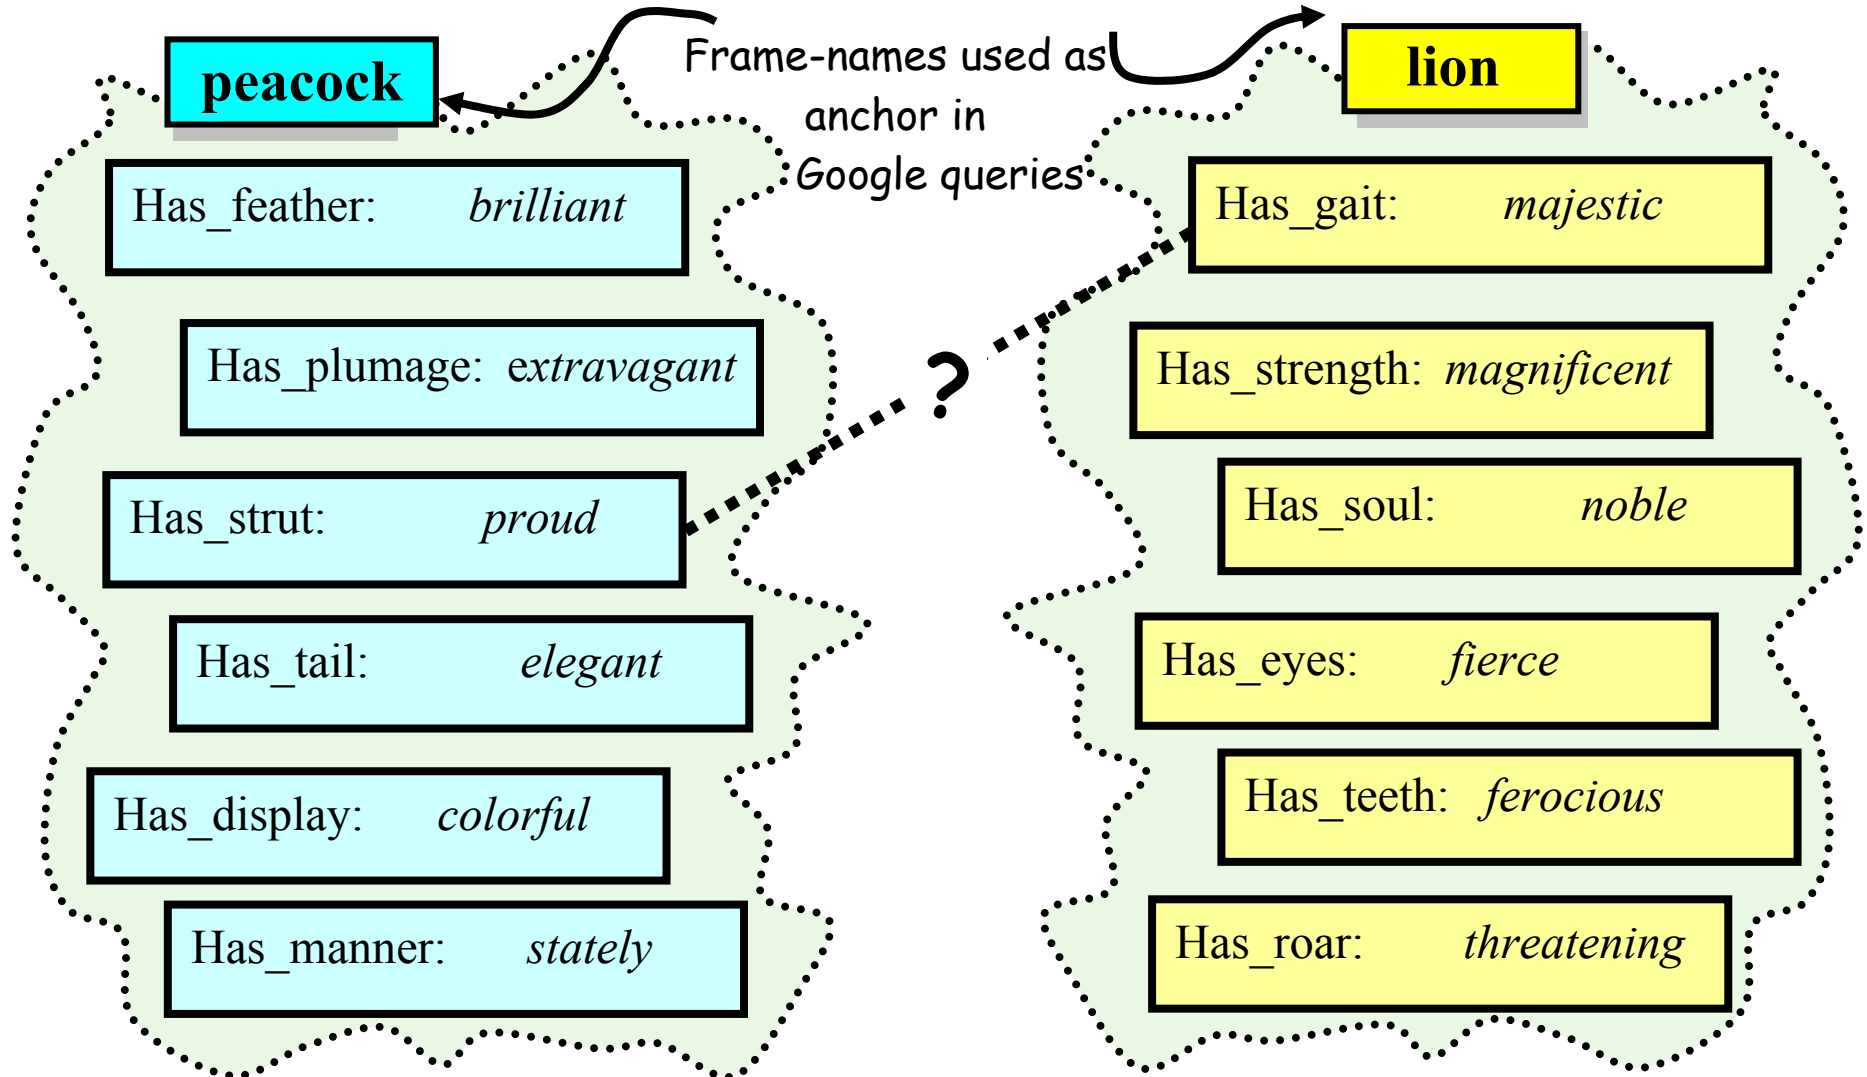 peacock
Frame-names used as
anchor in
Google queries
lion
Has_feather: brilliant
Has_plumage: extravagant
Has_strut: proud
Has_tail: elegant
Has_display: colorful
Has_manner: stately
?
Has_gait: majestic
Has_strength: magnificent
Has_soul: noble
Has_eyes: fierce
Has_teeth: ferocious
Has_roar: threatening